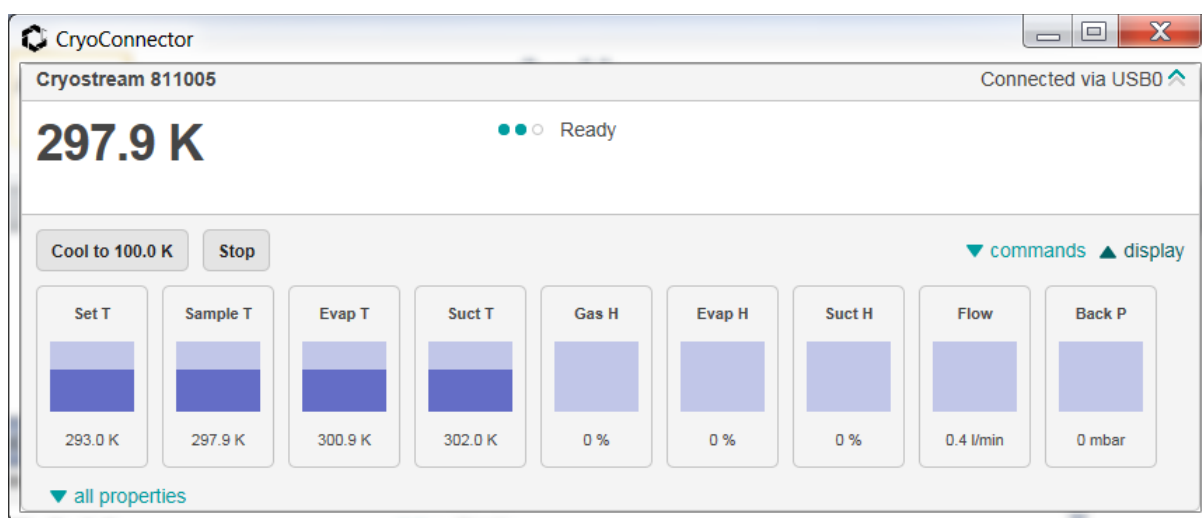 CryoConnector
Cryostream 811005 Connected via USB0
297.9 K Ready
Cool to 100.0 K Stop commands display
Set T Sample T Evap T Suct T Gas H Evap H Suct H Flow Back P
293.0 K 297.9 K 300.9 K 302.0 K 0 % 0 % 0 % 0.4 l/min 0 mbar
all properties